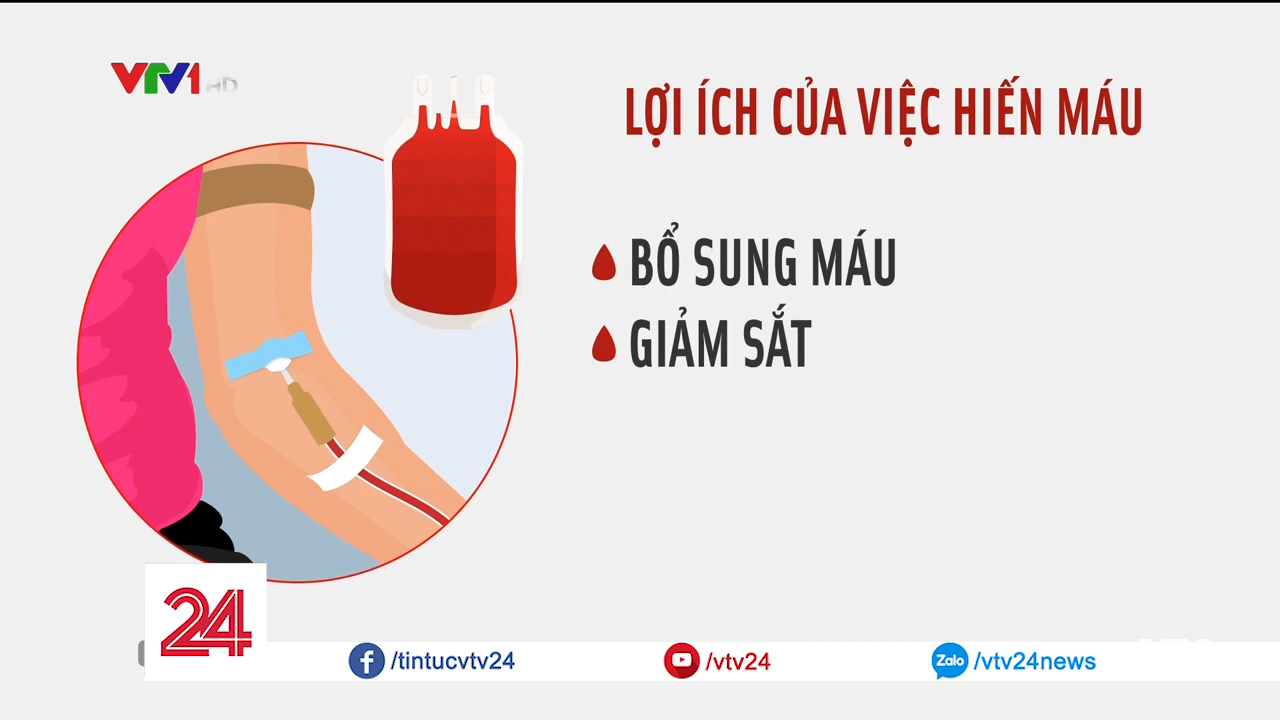 VTV1 HD
LỢI ÍCH CỦA VIỆC HIẾN MÁU
BỔ SUNG MÁU
GIẢM SẮT
24
/tintucvtv24
/vtv24
Zalo /vtv24news